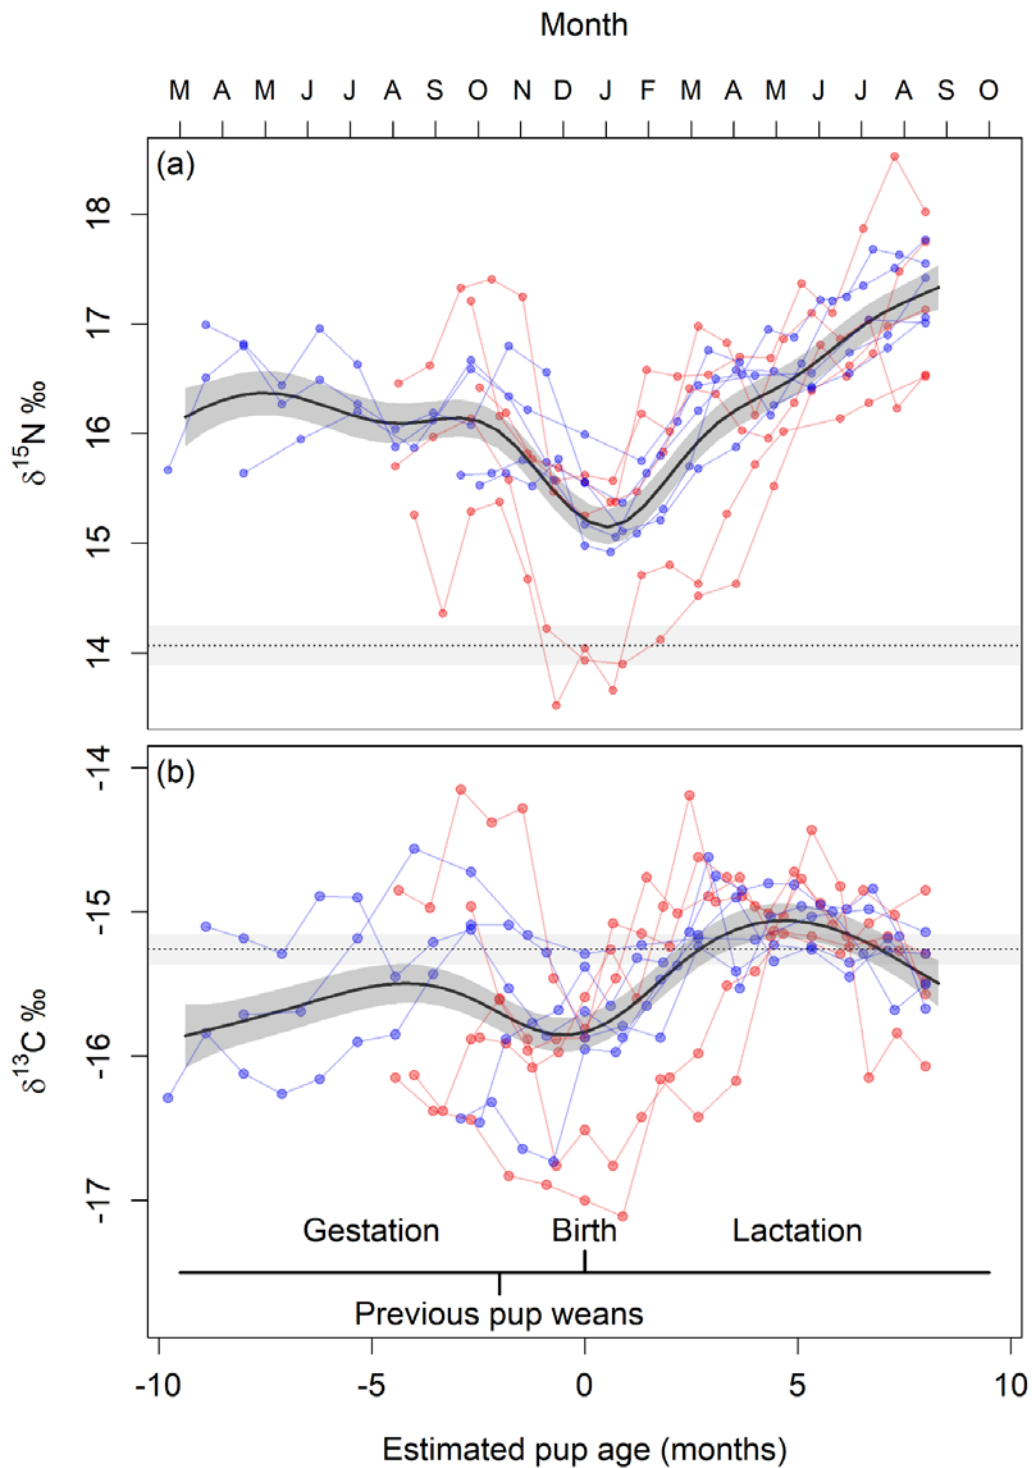 Month
M A M J J A S O N D J F M A M J J A S O
(a)
δ15N ‰
18
17
16
15
14
(b)
δ13C ‰
-14
-15
-16
-17
Gestation Birth Lactation
Previous pup weans
-10 -5 0 5 10
Estimated pup age (months)